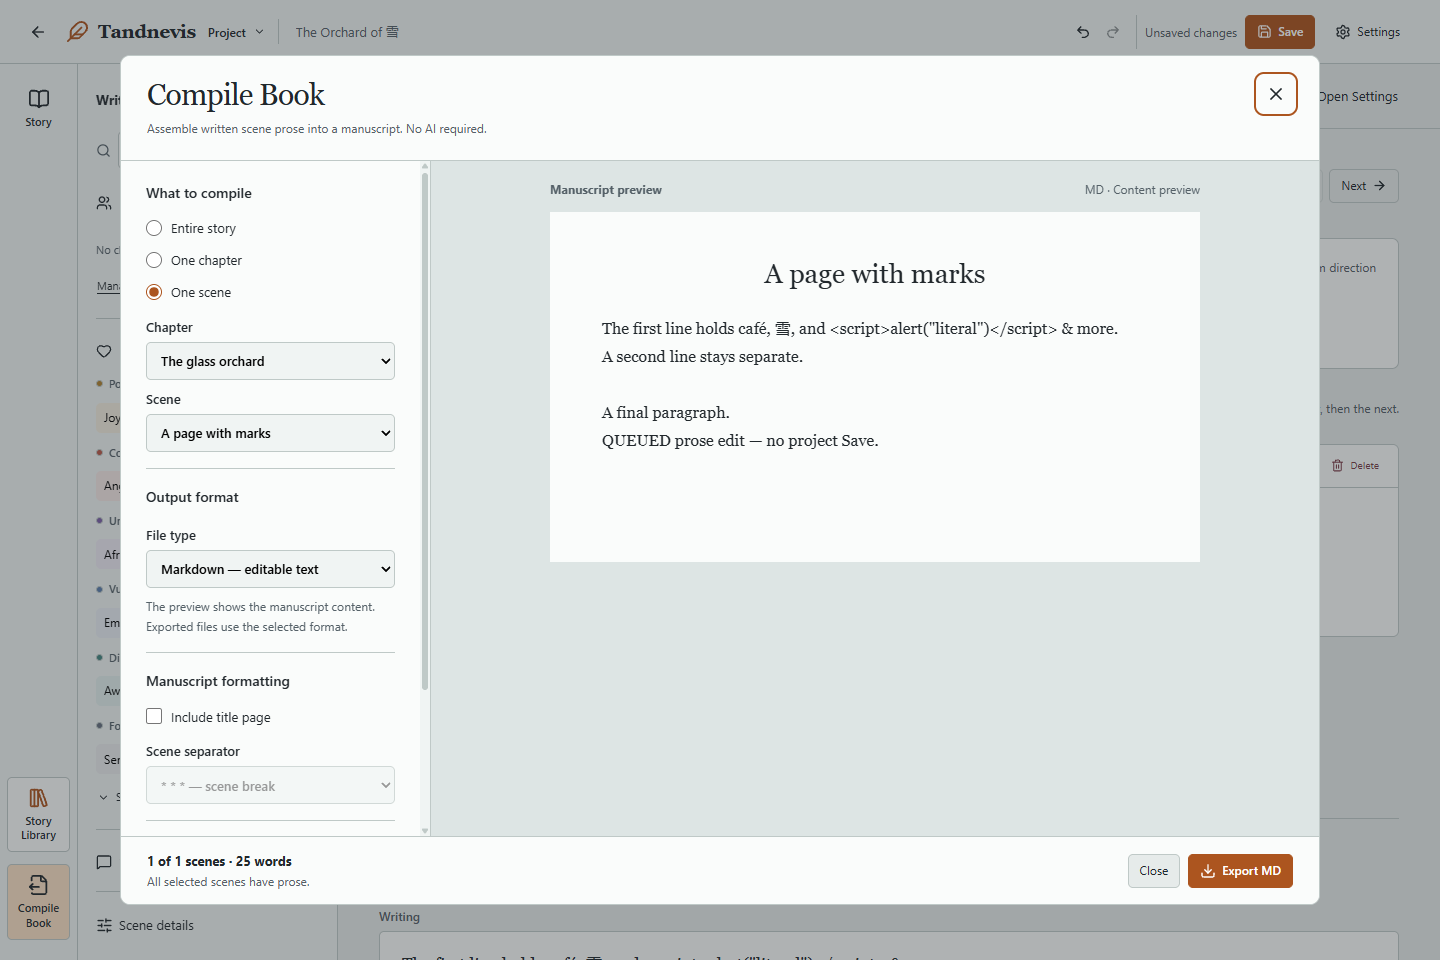 Tandnevis
Project
The Orchard of 雪
Unsaved changes
Save
Settings
Story
Open Settings
Next
Compile Book
Assemble written scene prose into a manuscript. No AI required.
What to compile
Entire story
One chapter
One scene
Chapter
The glass orchard
Scene
A page with marks
Output format
File type
Markdown — editable text
The preview shows the manuscript content.
Exported files use the selected format.
Manuscript formatting
Include title page
Scene separator
* * * — scene break
Manuscript preview
MD · Content preview
A page with marks
The first line holds café, 雪, and <script>alert("literal")</script> & more.
A second line stays separate.
A final paragraph.
QUEUED prose edit — no project Save.
1 of 1 scenes · 25 words
All selected scenes have prose.
Close
Export MD
direction
, then the next.
Delete
Joy
Story
Library
Compile
Book
Scene details
Writing